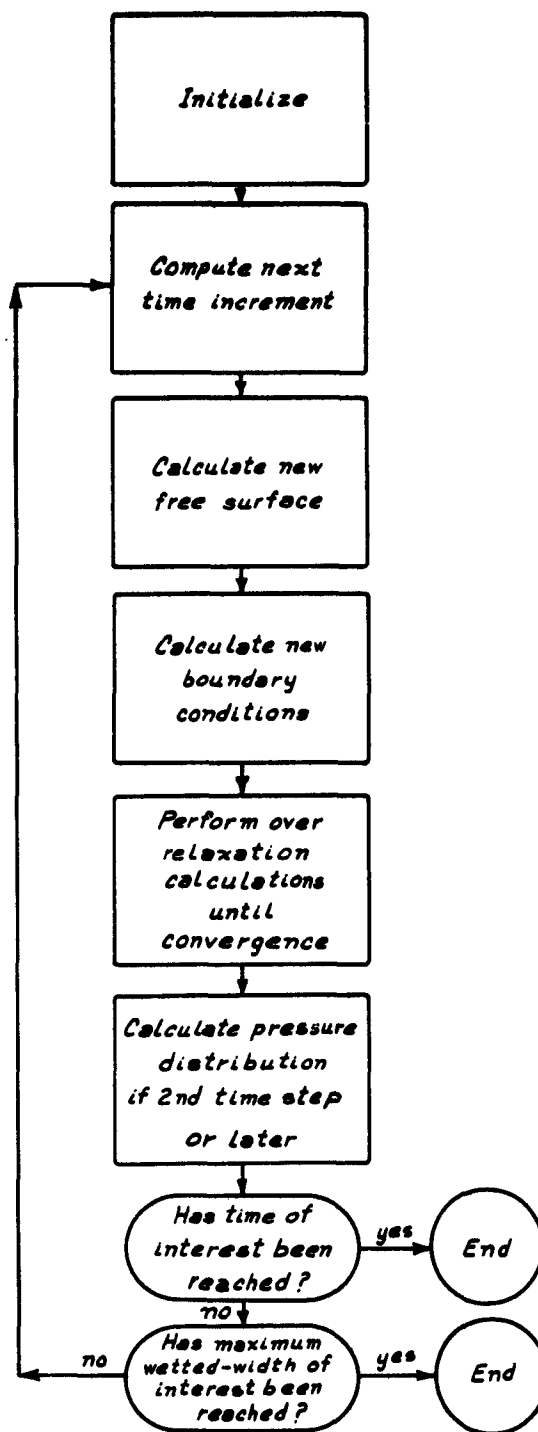 Initialize
Compute next
time increment
Calculate new
free surface
Calculate new
boundary
conditions
Perform over
relaxation
calculations
until
convergence
Calculate pressure
distribution
if 2nd time step
or later
Has time of
interest been
reached?
yes
End
no
Has maximum
wetted-width of
interest been
reached?
no
yes
End